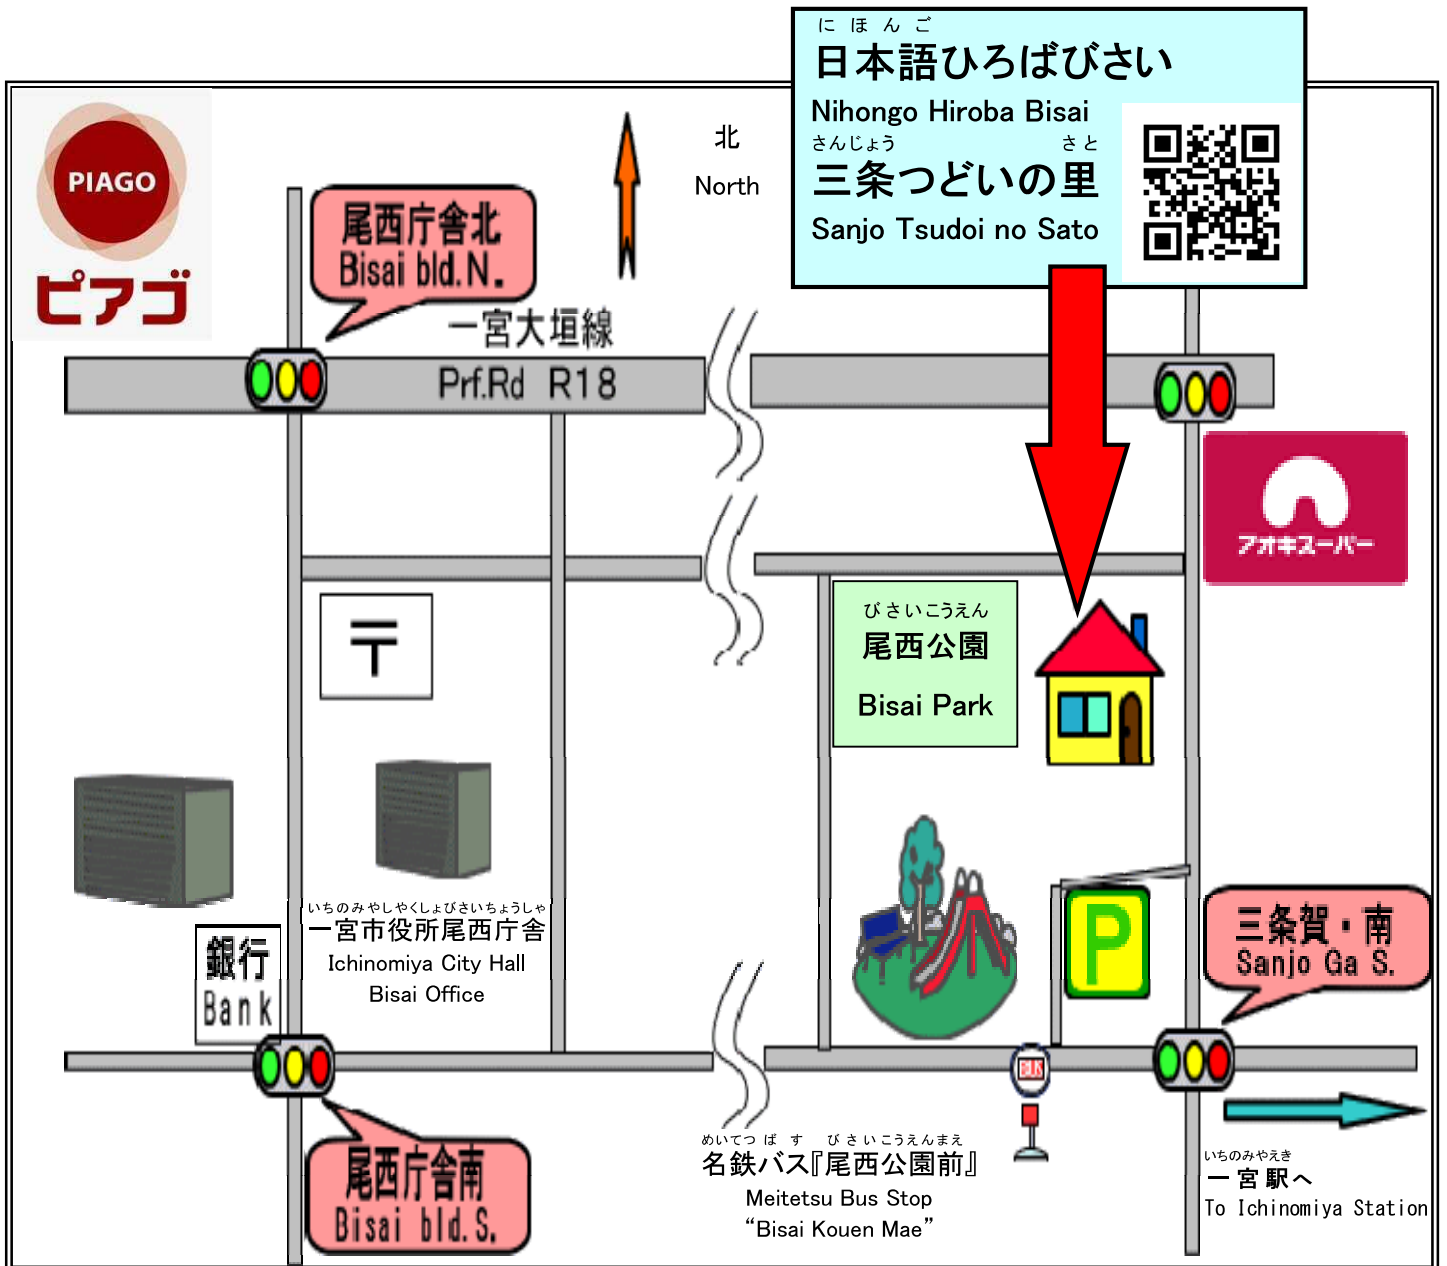 にほんご
日本語ひろばびさい
Nihongo Hiroba Bisai
さんじょう さと
三条つどいの里
Sanjo Tsudoi no Sato
PIAGO
ピアゴ
北
North
尾西庁舎北
Bisai bld.N.
一宮大垣線
Prf.Rd R18
アオキスーパー
〒
びさいこうえん
尾西公園
Bisai Park
いちのみやしやくしょびさいちょうしゃ
一宮市役所尾西庁舎
Ichinomiya City Hall
Bisai Office
銀行
Bank
P
三条賀・南
Sanjo Ga S.
BUS
尾西庁舎南
Bisai bld.S.
めいてつばす びさいこうえんまえ
名鉄バス『尾西公園前』
Meitetsu Bus Stop
“Bisai Kouen Mae”
いちのみやえき
一宮駅へ
To Ichinomiya Station